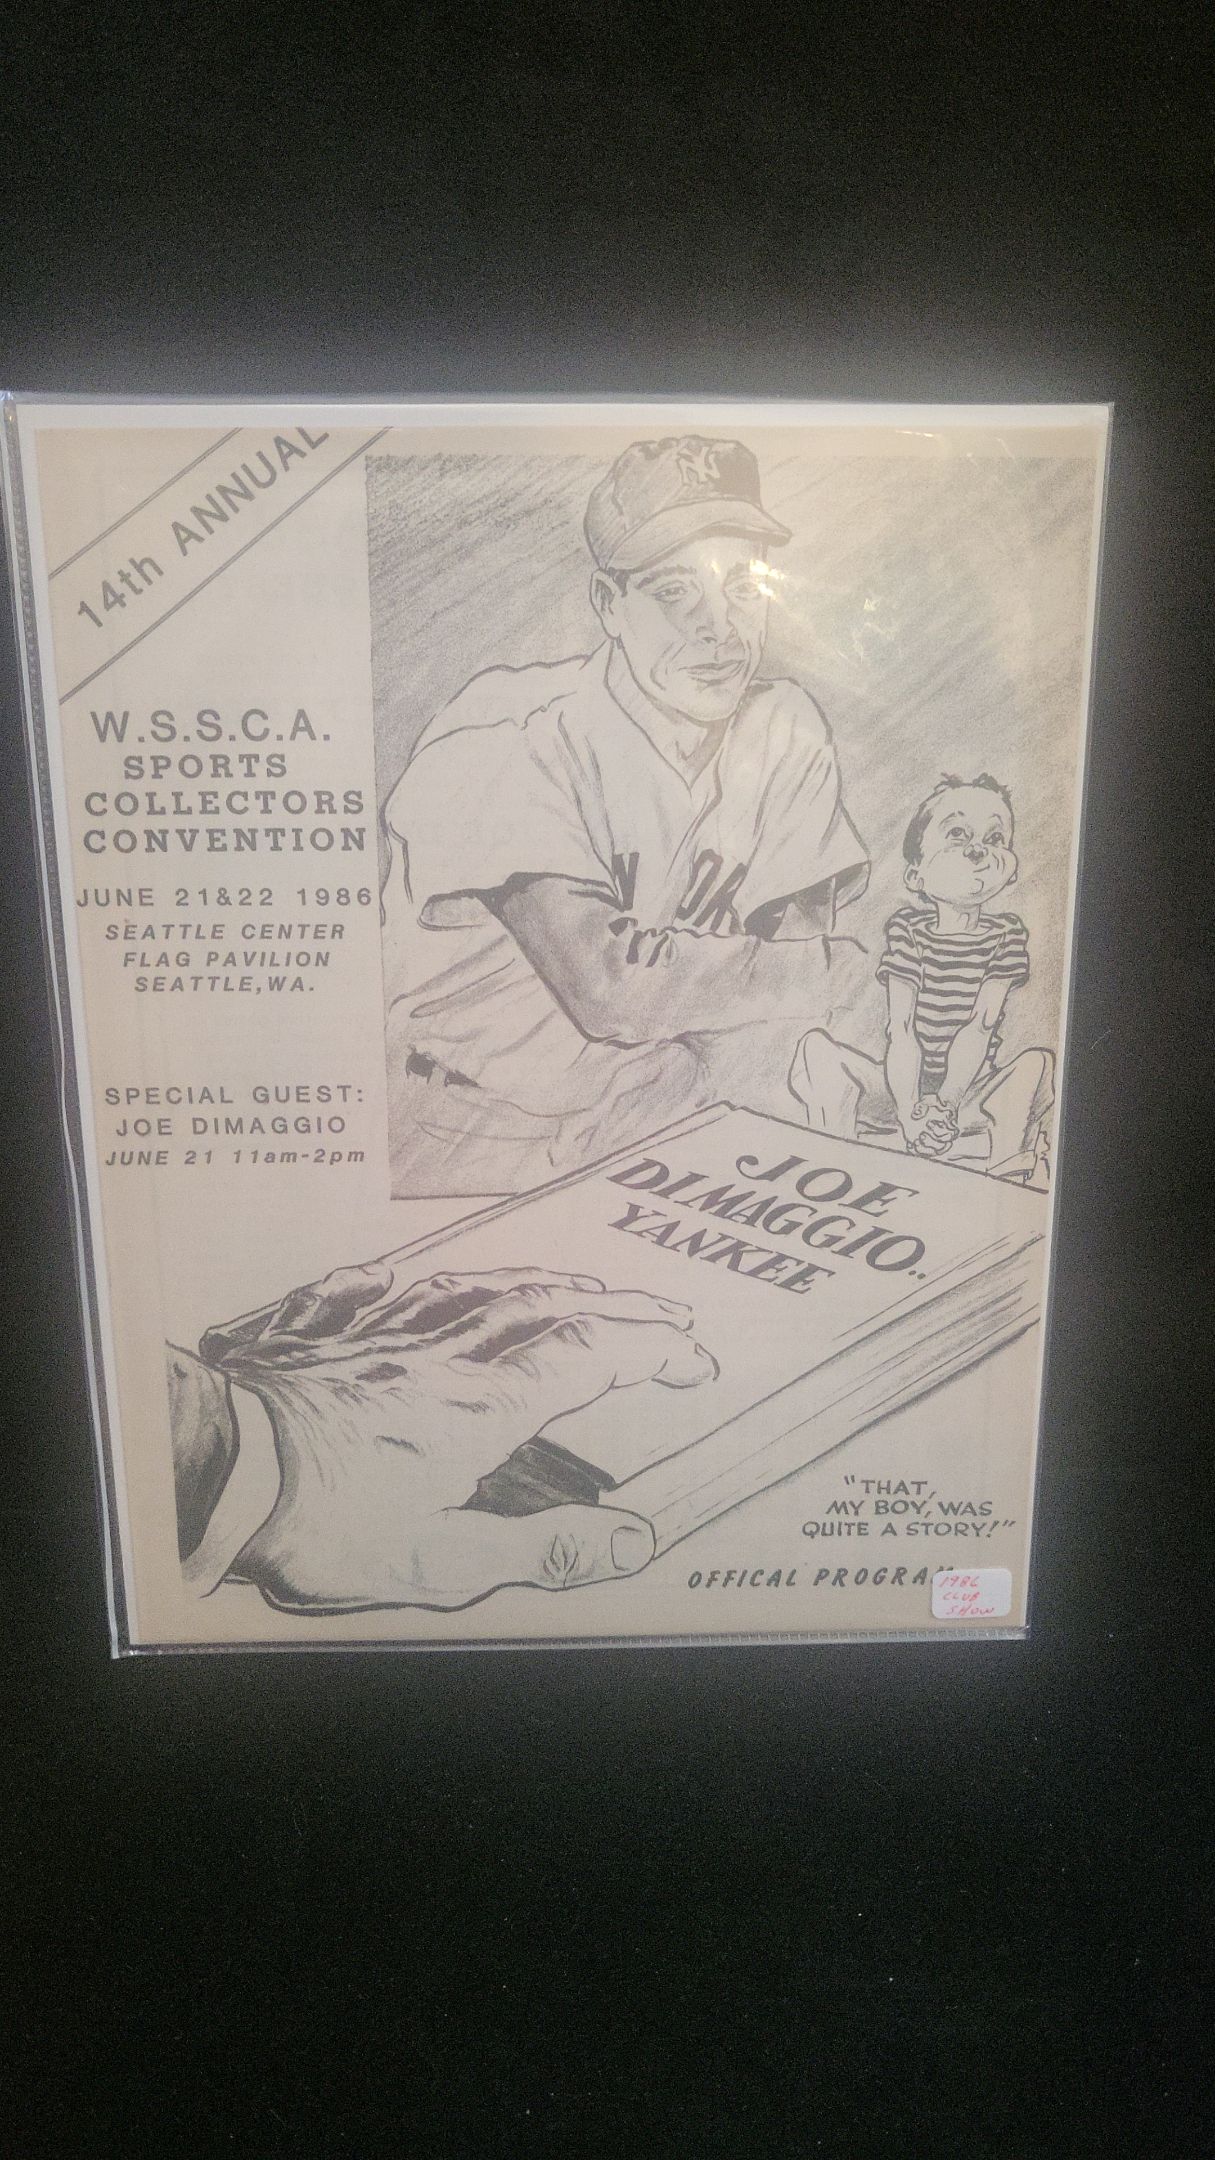 14th ANNUAL
W.S.S.C.A.
SPORTS
COLLECTORS
CONVENTION
JUNE 21&22 1986
SEATTLE CENTER
FLAG PAVILION
SEATTLE,WA.
SPECIAL GUEST:
JOE DIMAGGIO
JUNE 21 11am-2pm
NY
JOE
DIMAGGIO..
YANKEE
"THAT,
MY BOY, WAS
QUITE A STORY!"
OFFICAL PROGRAM
1986
CLUB
SHOW